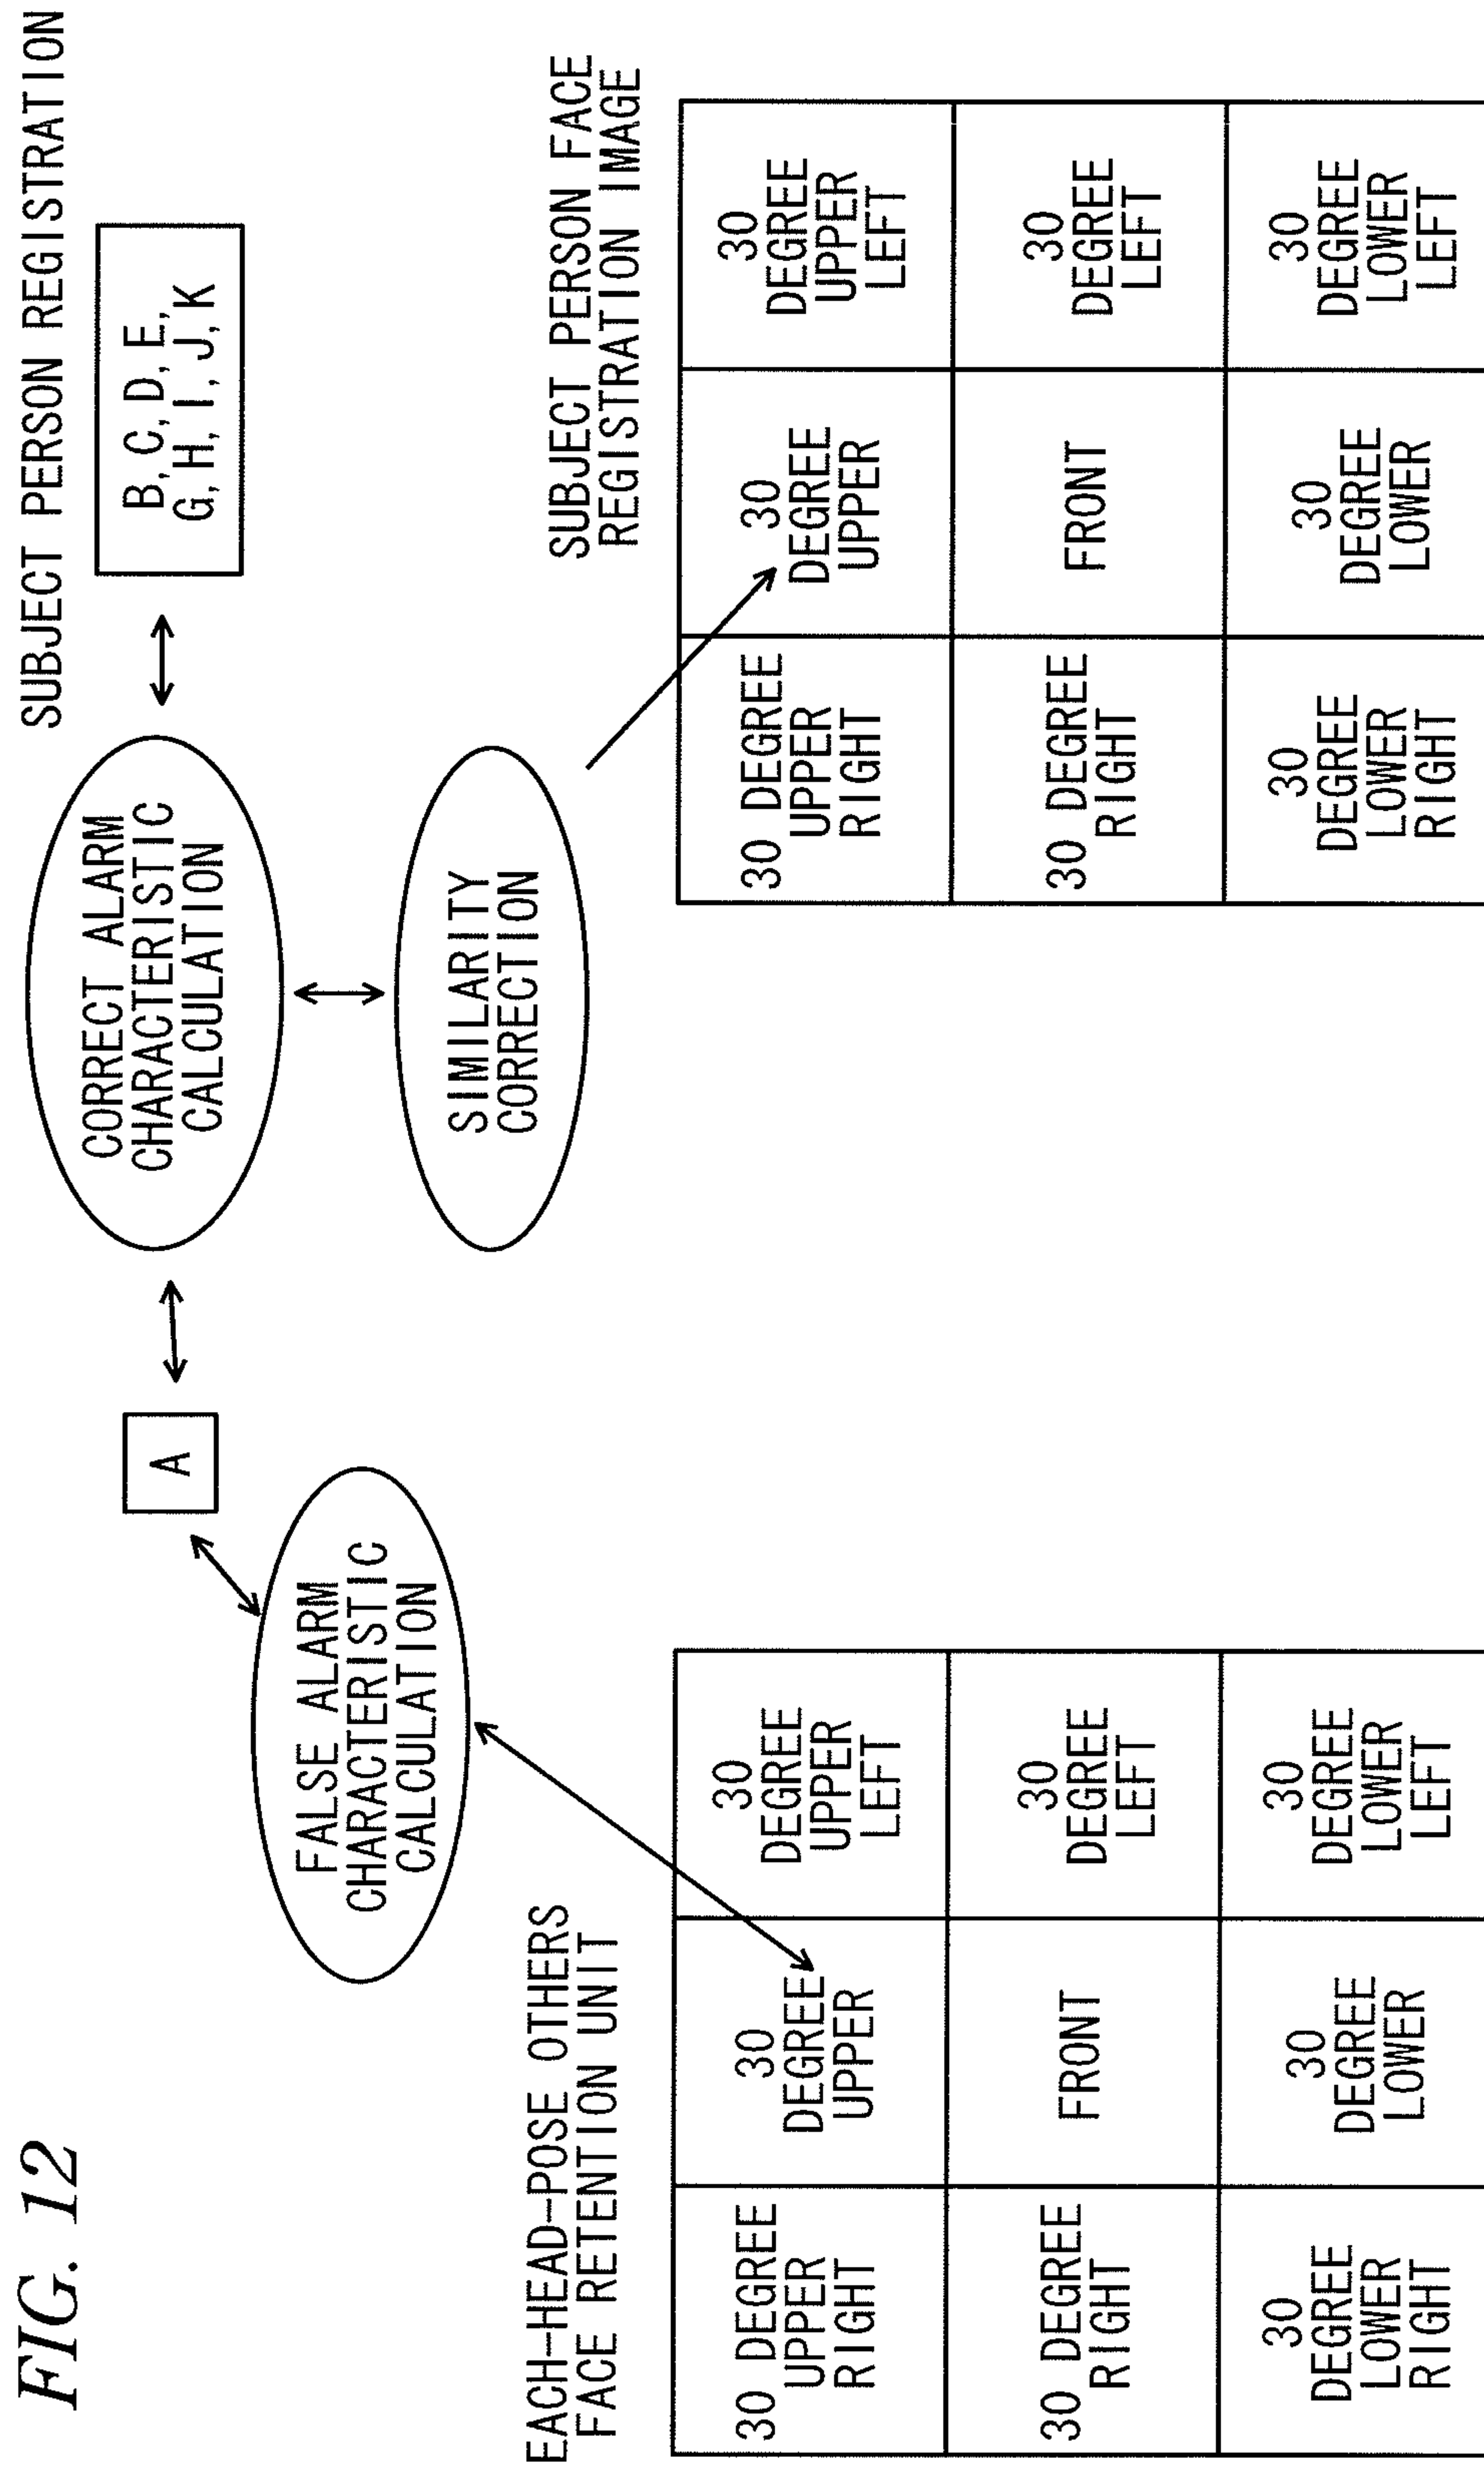 FIG. 12
SUBJECT PERSON REGISTRATION
A
CORRECT ALARM
CHARACTERISTIC
CALCULATION
B, C, D, E,
G, H, I, J, K
FALSE ALARM
CHARACTERISTIC
CALCULATION
SIMILARITY
CORRECTION
EACH-HEAD-POSE OTHERS
FACE RETENTION UNIT
30 DEGREE
UPPER
RIGHT
30
DEGREE
UPPER
30
DEGREE
UPPER
LEFT
30 DEGREE
RIGHT
FRONT
30
DEGREE
LEFT
30
DEGREE
LOWER
RIGHT
30
DEGREE
LOWER
30
DEGREE
LOWER
LEFT
SUBJECT PERSON FACE
REGISTRATION IMAGE
30 DEGREE
UPPER
RIGHT
30
DEGREE
UPPER
30
DEGREE
UPPER
LEFT
30 DEGREE
RIGHT
FRONT
30
DEGREE
LEFT
30
DEGREE
LOWER
RIGHT
30
DEGREE
LOWER
30
DEGREE
LOWER
LEFT